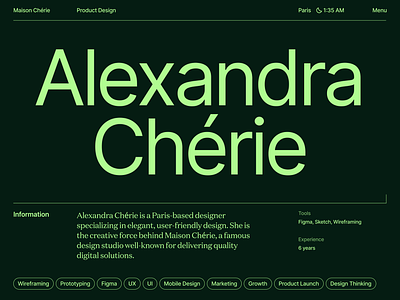 Maison Chérie Product Design Paris 1:35 AM Menu
Alexandra
Chérie
Information
Alexandra Chérie is a Paris-based designer
specializing in elegant, user-friendly design. She is
the creative force behind Maison Chérie, a famous
design studio well-known for delivering quality
digital solutions.
Tools
Figma, Sketch, Wireframing
Experience
6 years
Wireframing Prototyping Figma UX UI Mobile Design Marketing Growth Product Launch Design Thinking